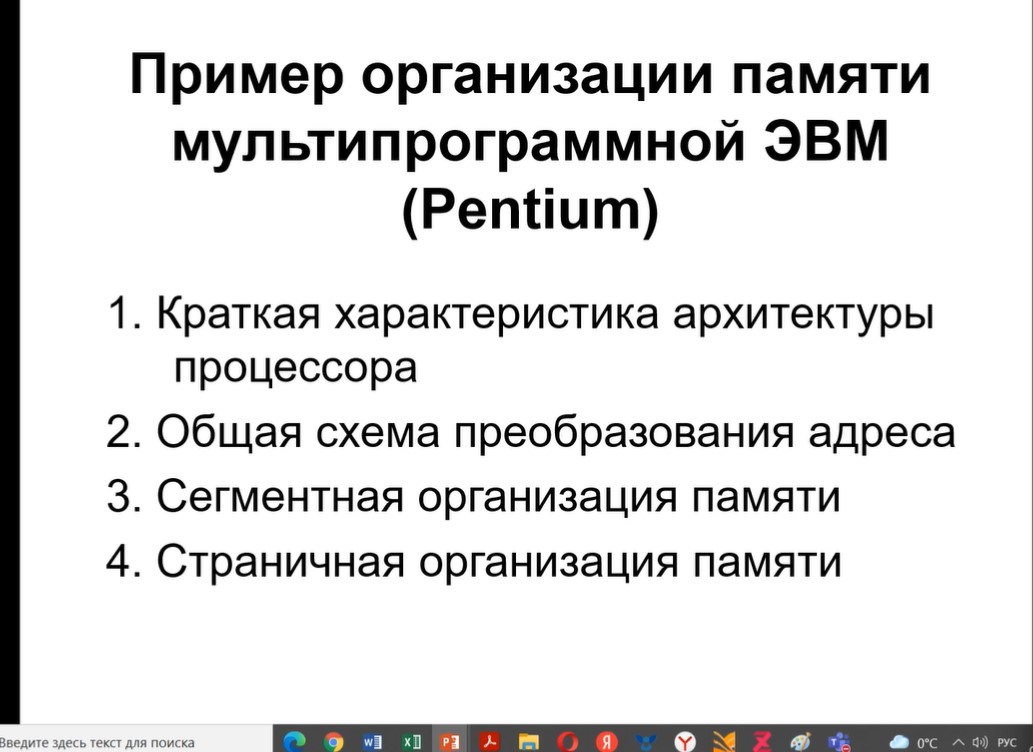 Пример организации памяти
мультипрограммной ЭВМ
(Pentium)
1. Краткая характеристика архитектуры
процессора
2. Общая схема преобразования адреса
3. Сегментная организация памяти
4. Страничная организация памяти
Введите здесь текст для поиска
0°C
РУС